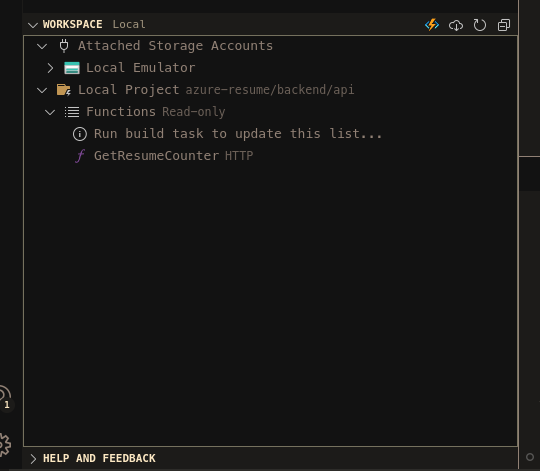 WORKSPACE Local
Attached Storage Accounts
Local Emulator
Local Project azure-resume/backend/api
Functions Read-only
Run build task to update this list...
GetResumeCounter HTTP
1
HELP AND FEEDBACK